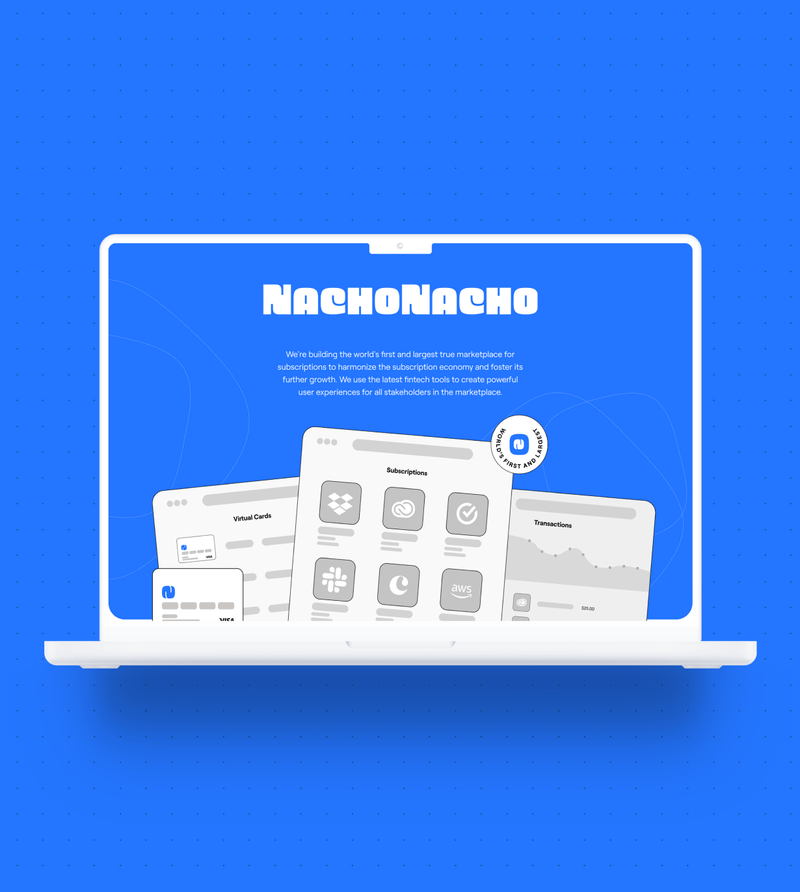 NACHONACHO
We're building the world's first and largest true marketplace for
subscriptions to harmonize the subscription economy and foster its
further growth. We use the latest fintech tools to create powerful
user experiences for all stakeholders in the marketplace.
WORLD'S FIRST AND LARGEST
Subscriptions
Virtual Cards
Transactions
VISA
aws
$25.00
VISA